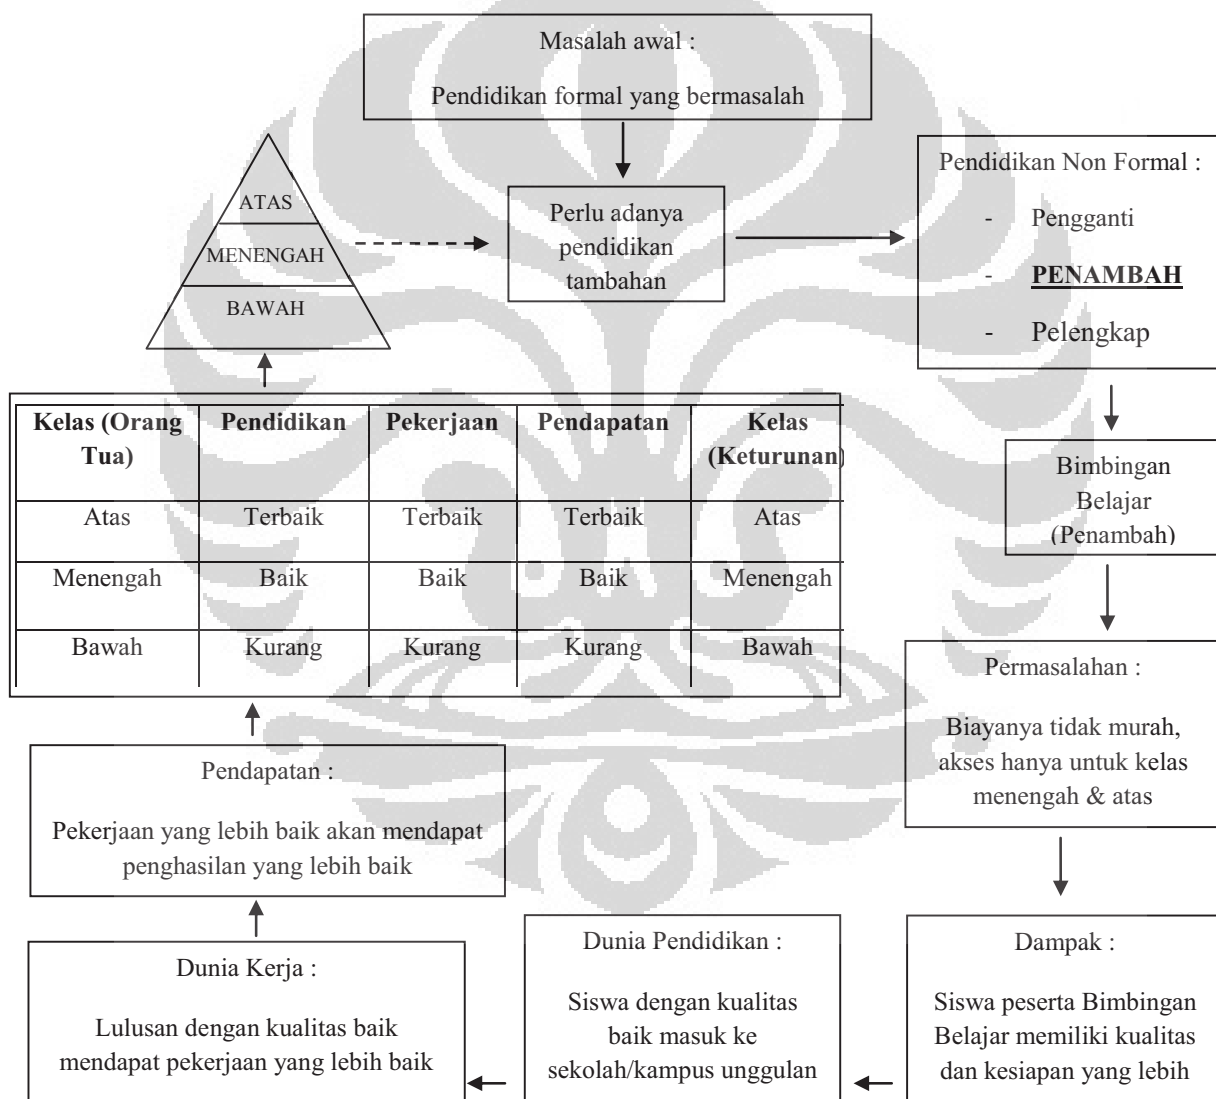 Masalah awal :
Pendidikan formal yang bermasalah
Perlu adanya
pendidikan
tambahan
Pendidikan Non Formal :
- Pengganti
- PENAMBAH
- Pelengkap
ATAS
MENENGAH
BAWAH
Bimbingan
Belajar
(Penambah)
Kelas (Orang Tua) Pendidikan Pekerjaan Pendapatan Kelas (Keturunan)
Atas Terbaik Terbaik Terbaik Atas
Menengah Baik Baik Baik Menengah
Bawah Kurang Kurang Kurang Bawah
Permasalahan :
Biayanya tidak murah,
akses hanya untuk kelas
menengah & atas
Dampak :
Siswa peserta Bimbingan
Belajar memiliki kualitas
dan kesiapan yang lebih
Dunia Pendidikan :
Siswa dengan kualitas
baik masuk ke
sekolah/kampus unggulan
Dunia Kerja :
Lulusan dengan kualitas baik
mendapat pekerjaan yang lebih baik
Pendapatan :
Pekerjaan yang lebih baik akan mendapat
penghasilan yang lebih baik